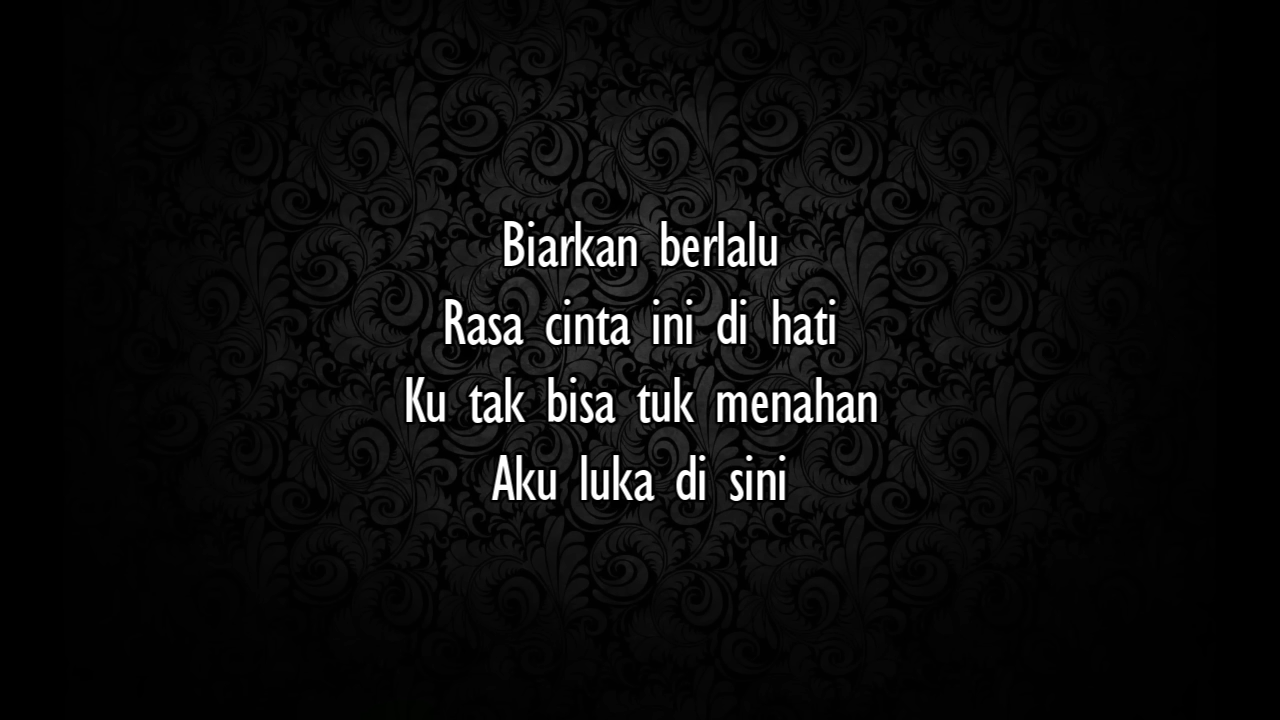 Biarkan berlalu
Rasa cinta ini di hati
Ku tak bisa tuk menahan
Aku luka di sini